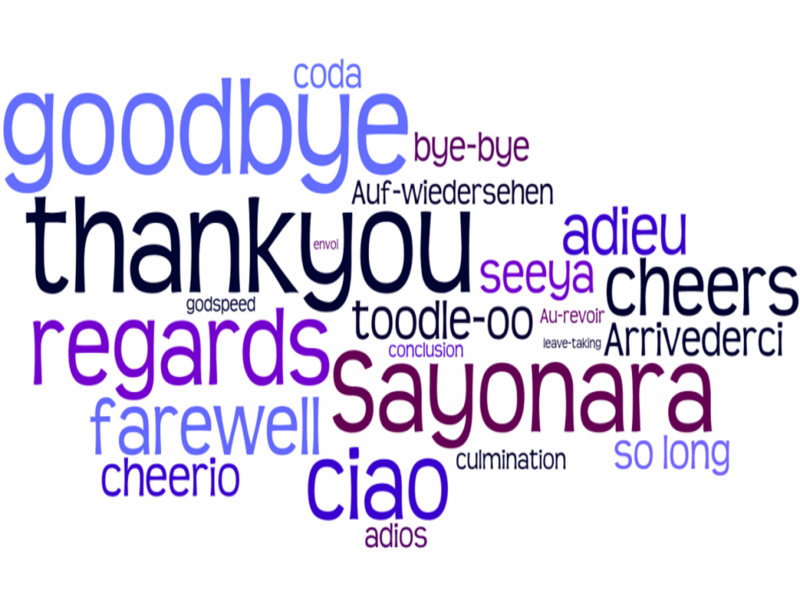 coda
goodbye
bye-bye
Auf-wiedersehen
thankyou
envoi
adieu
seeya
cheers
godspeed
toodle-oo
Au-revoir
regards
conclusion
leave-taking
Arrivederci
Sayonara
farewell
so long
cheerio
ciao
culmination
adios